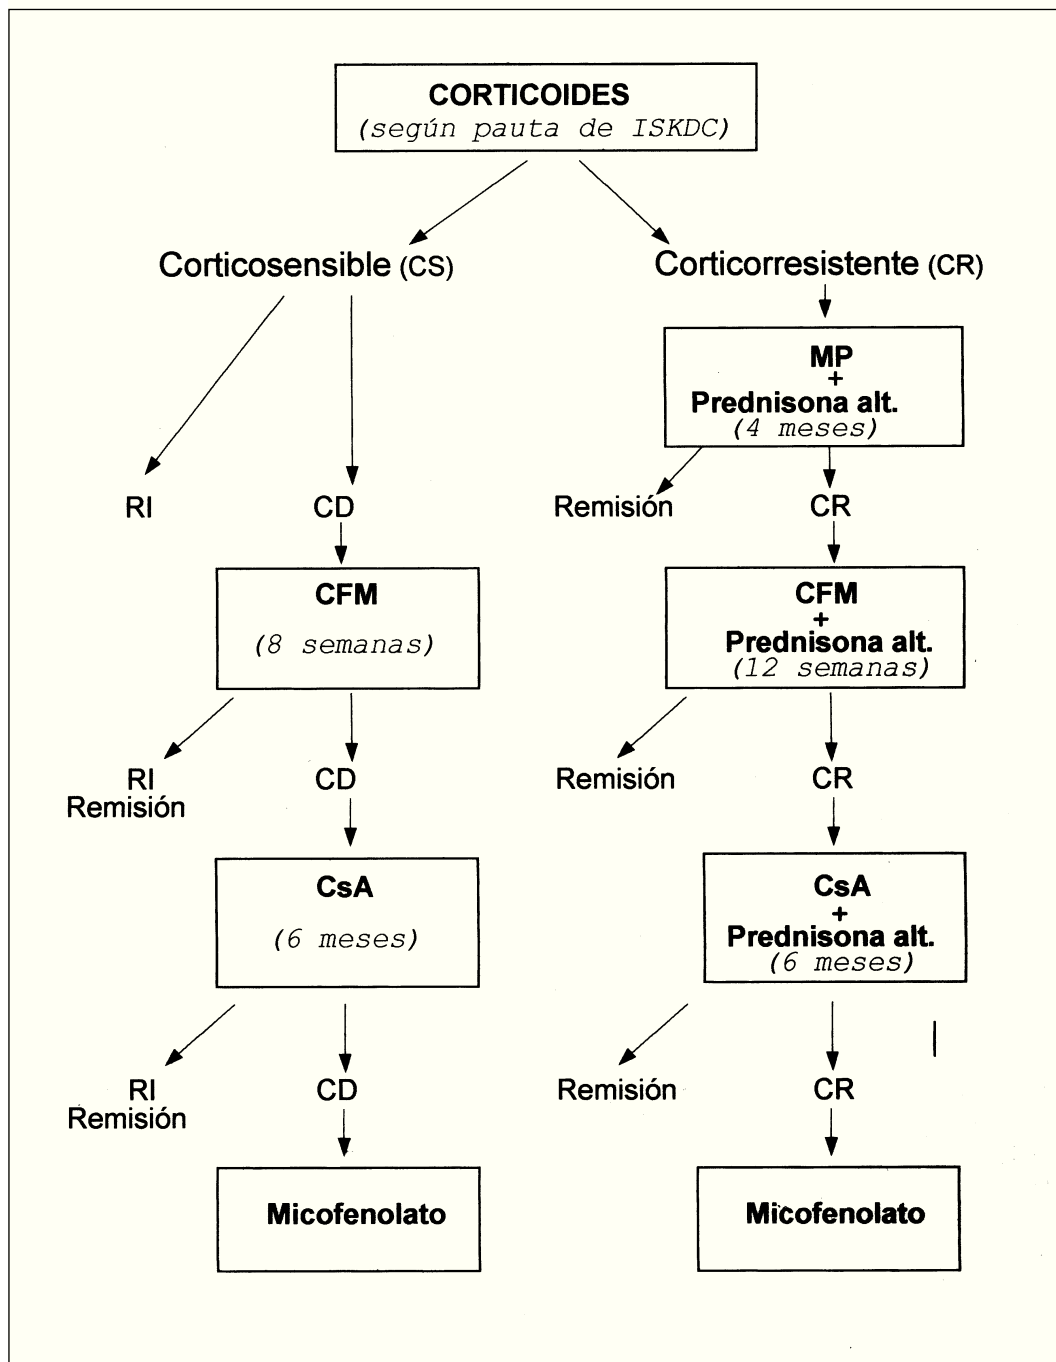 CORTICOIDES
(según pauta de ISKDC)
Corticosensible (CS)
Corticorresistente (CR)
MP
+
Prednisona alt.
(4 meses)
RI
CD
Remisión
CR
CFM
(8 semanas)
CFM
+
Prednisona alt.
(12 semanas)
RI
Remisión
CD
Remisión
CR
CsA
(6 meses)
CsA
+
Prednisona alt.
(6 meses)
RI
Remisión
CD
Remisión
CR
Micofenolato
Micofenolato